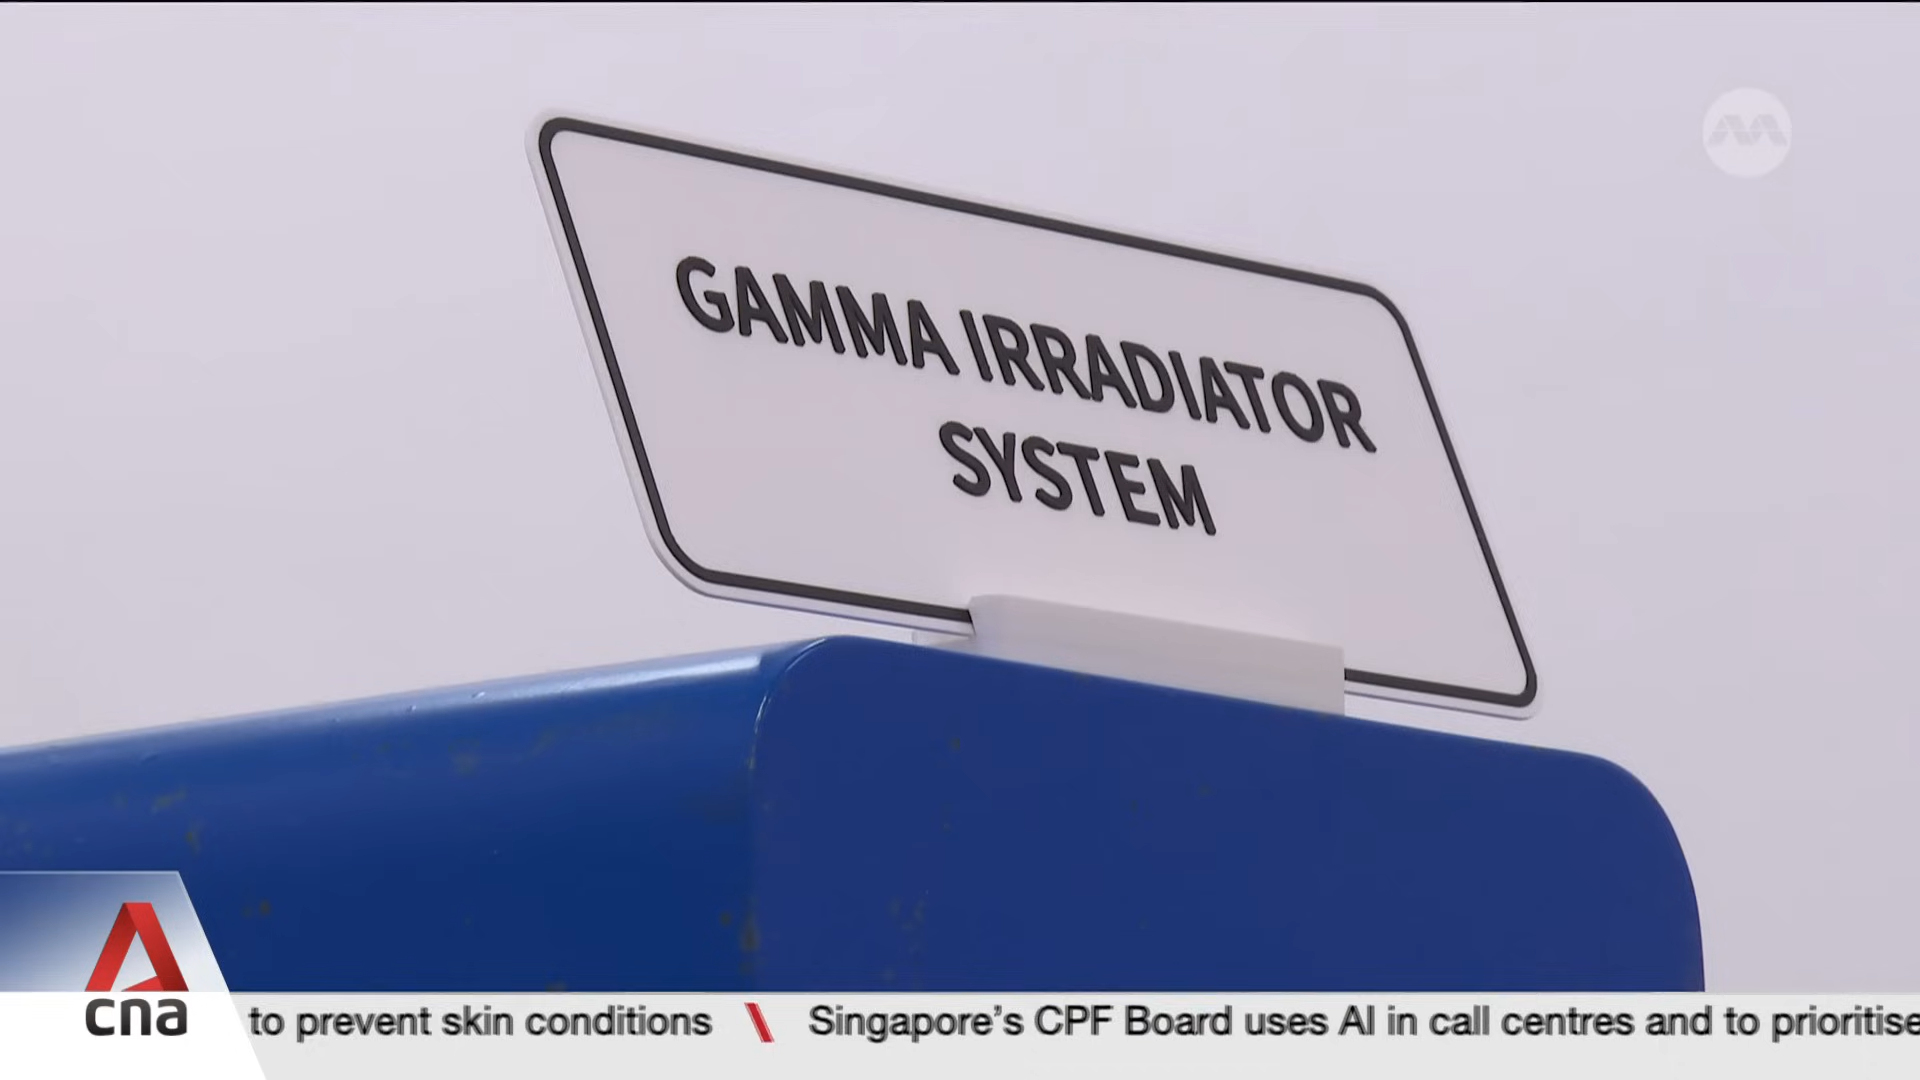 GAMMA IRRADIATOR
SYSTEM
cna
to prevent skin conditions
Singapore's CPF Board uses AI in call centres and to prioritise